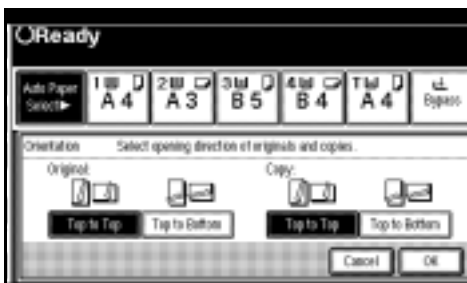 Ready
Auto Paper Select▶
1 A4
2 A3
3 B5
4 B4
T A4
Bypass
Orientation Select opening direction of originals and copies.
Original: Copy:
Top to Top Top to Bottom Top to Top Top to Bottom
Cancel OK